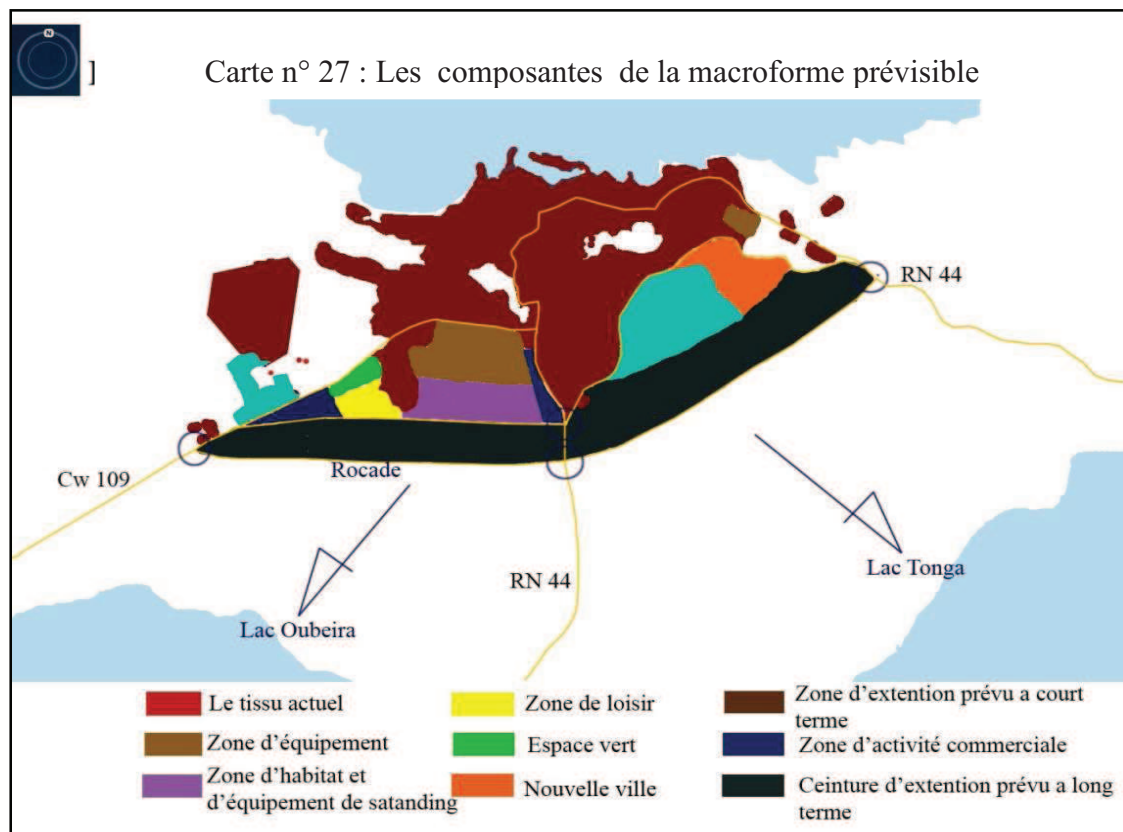 N
]
Carte n° 27 : Les composantes de la macroforme prévisible
RN 44
Cw 109
Rocade
RN 44
Lac Tonga
Lac Oubeira
Le tissu actuel
Zone d'équipement
Zone d'habitat et
d'équipement de satanding
Zone de loisir
Espace vert
Nouvelle ville
Zone d'extention prévu a court
terme
Zone d'activité commerciale
Ceinture d'extention prévu a long
terme